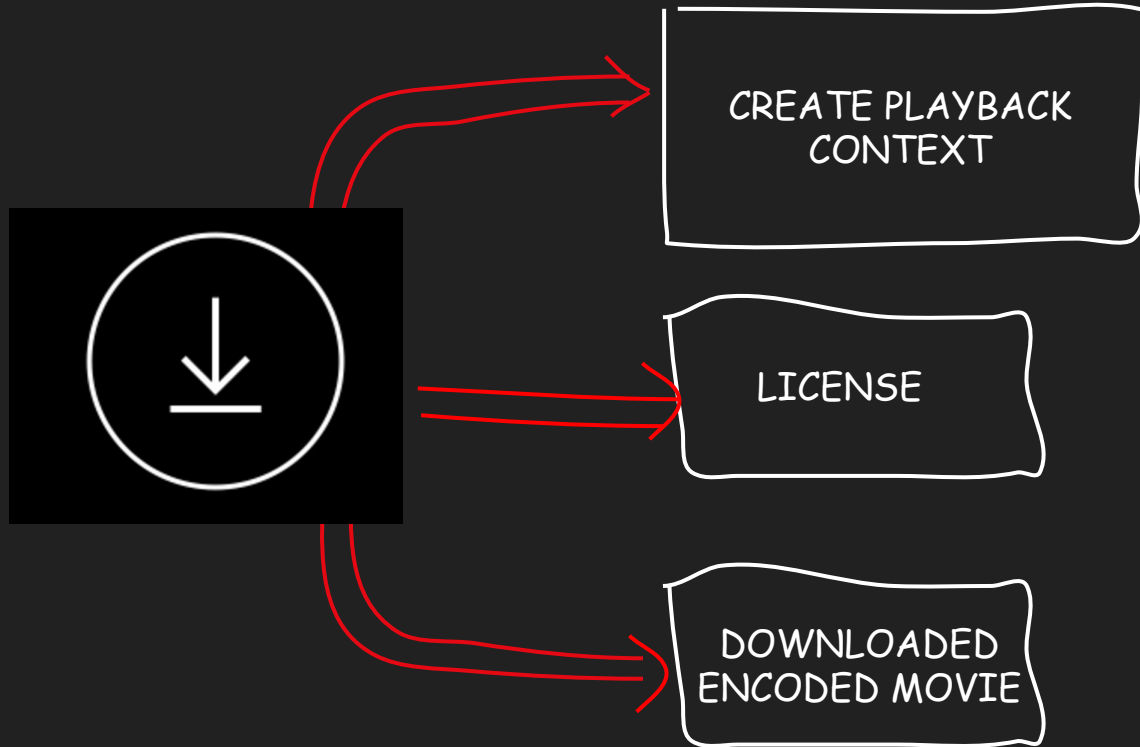 CREATE PLAYBACK
CONTEXT
LICENSE
DOWNLOADED
ENCODED MOVIE